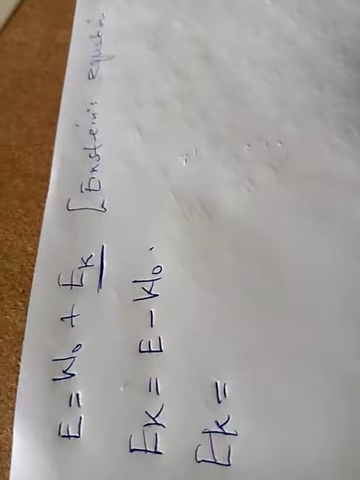 E = W₀ + Ek [Einstein's equation
Ek = E - W₀.
Ek =